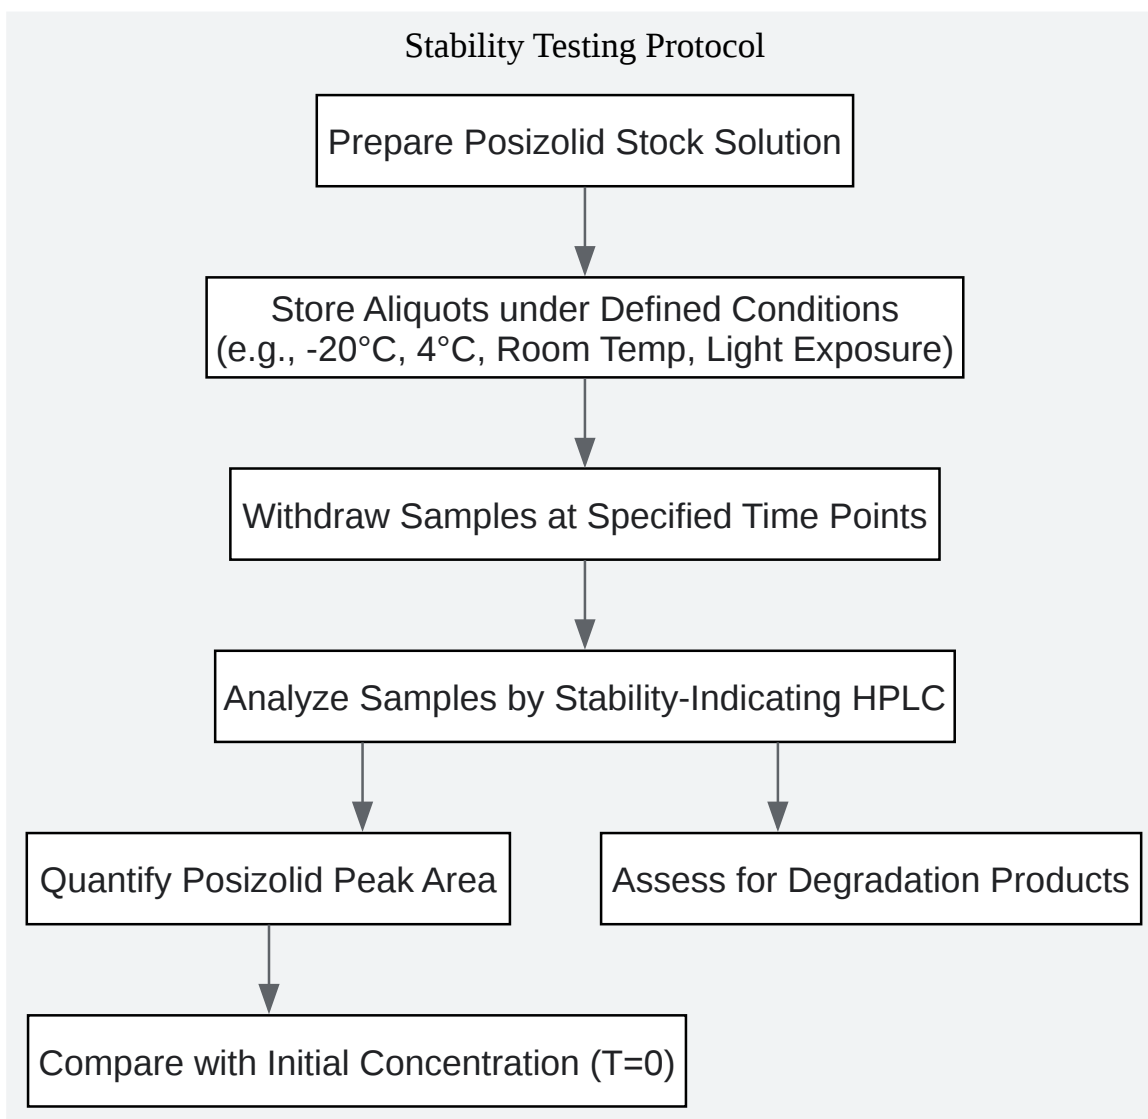 Stability Testing Protocol
Prepare Posizolid Stock Solution
Store Aliquots under Defined Conditions
(e.g., -20°C, 4°C, Room Temp, Light Exposure)
Withdraw Samples at Specified Time Points
Analyze Samples by Stability-Indicating HPLC
Quantify Posizolid Peak Area
Assess for Degradation Products
Compare with Initial Concentration (T=0)